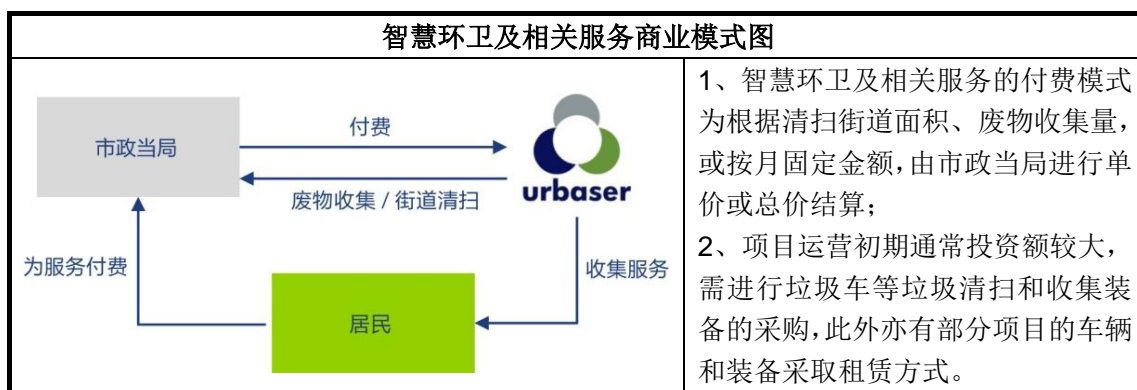 智慧环卫及相关服务商业模式图
市政当局
付费
废物收集 / 街道清扫
urbaser
为服务付费
收集服务
居民
1、智慧环卫及相关服务的付费模式
为根据清扫街道面积、废物收集量，
或按月固定金额，由市政当局进行单
价或总价结算；
2、项目运营初期通常投资额较大，
需进行垃圾车等垃圾清扫和收集装
备的采购，此外亦有部分项目的车辆
和装备采取租赁方式。